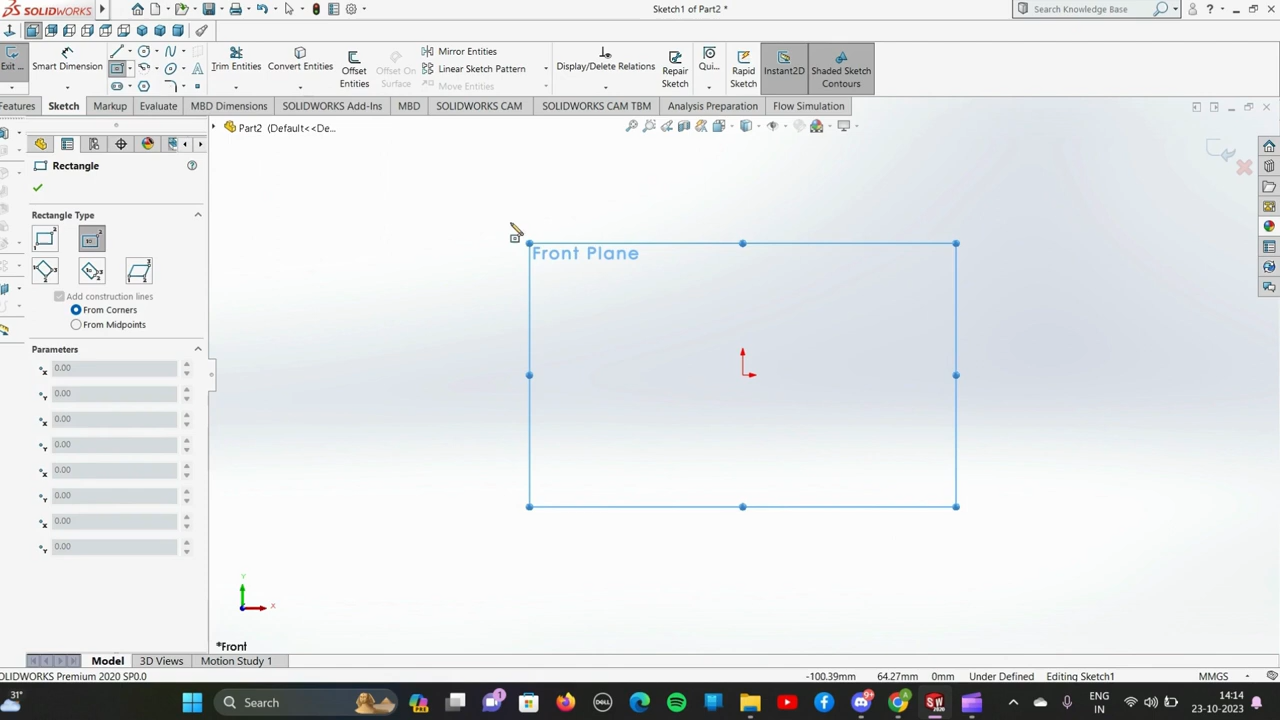 SOLIDWORKS
Sketch1 of Part2 *
Search Knowledge Base
Exit ...
Smart Dimension
Trim Entities
Convert Entities
Offset Entities
Offset On Surface
Mirror Entities
Linear Sketch Pattern
Move Entities
Display/Delete Relations
Repair Sketch
Qui...
Rapid Sketch
Instant2D
Shaded Sketch Contours
Features
Sketch
Markup
Evaluate
MBD Dimensions
SOLIDWORKS Add-Ins
MBD
SOLIDWORKS CAM
SOLIDWORKS CAM TBM
Analysis Preparation
Flow Simulation
Part2 (Default<<De...
Rectangle
Rectangle Type
Add construction lines
From Corners
From Midpoints
Parameters
0.00
0.00
0.00
0.00
0.00
0.00
0.00
0.00
Front Plane
Y
X
*Front
Model
3D Views
Motion Study 1
SOLIDWORKS Premium 2020 SP0.0
-100.39mm
64.27mm
0mm
Under Defined
Editing Sketch1
MMGS
31°
Search
ENG
IN
14:14
23-10-2023